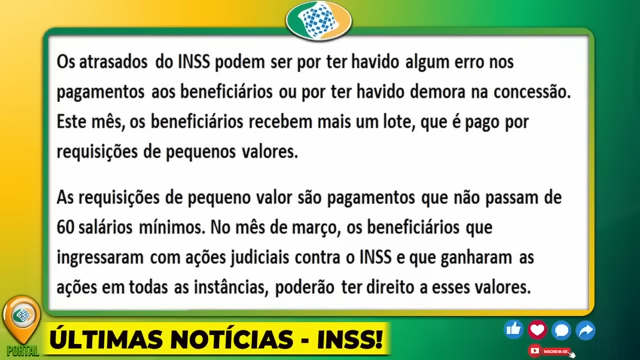 Os atrasados do INSS podem ser por ter havido algum erro nos
pagamentos aos beneficiários ou por ter havido demora na concessão.
Este mês, os beneficiários recebem mais um lote, que é pago por
requisições de pequenos valores.
As requisições de pequeno valor são pagamentos que não passam de
60 salários mínimos. No mês de março, os beneficiários que
ingressaram com ações judiciais contra o INSS e que ganharam as
ações em todas as instâncias, poderão ter direito a esses valores.
PORTAL
ÚLTIMAS NOTÍCIAS - INSS!
INSCREVA-SE